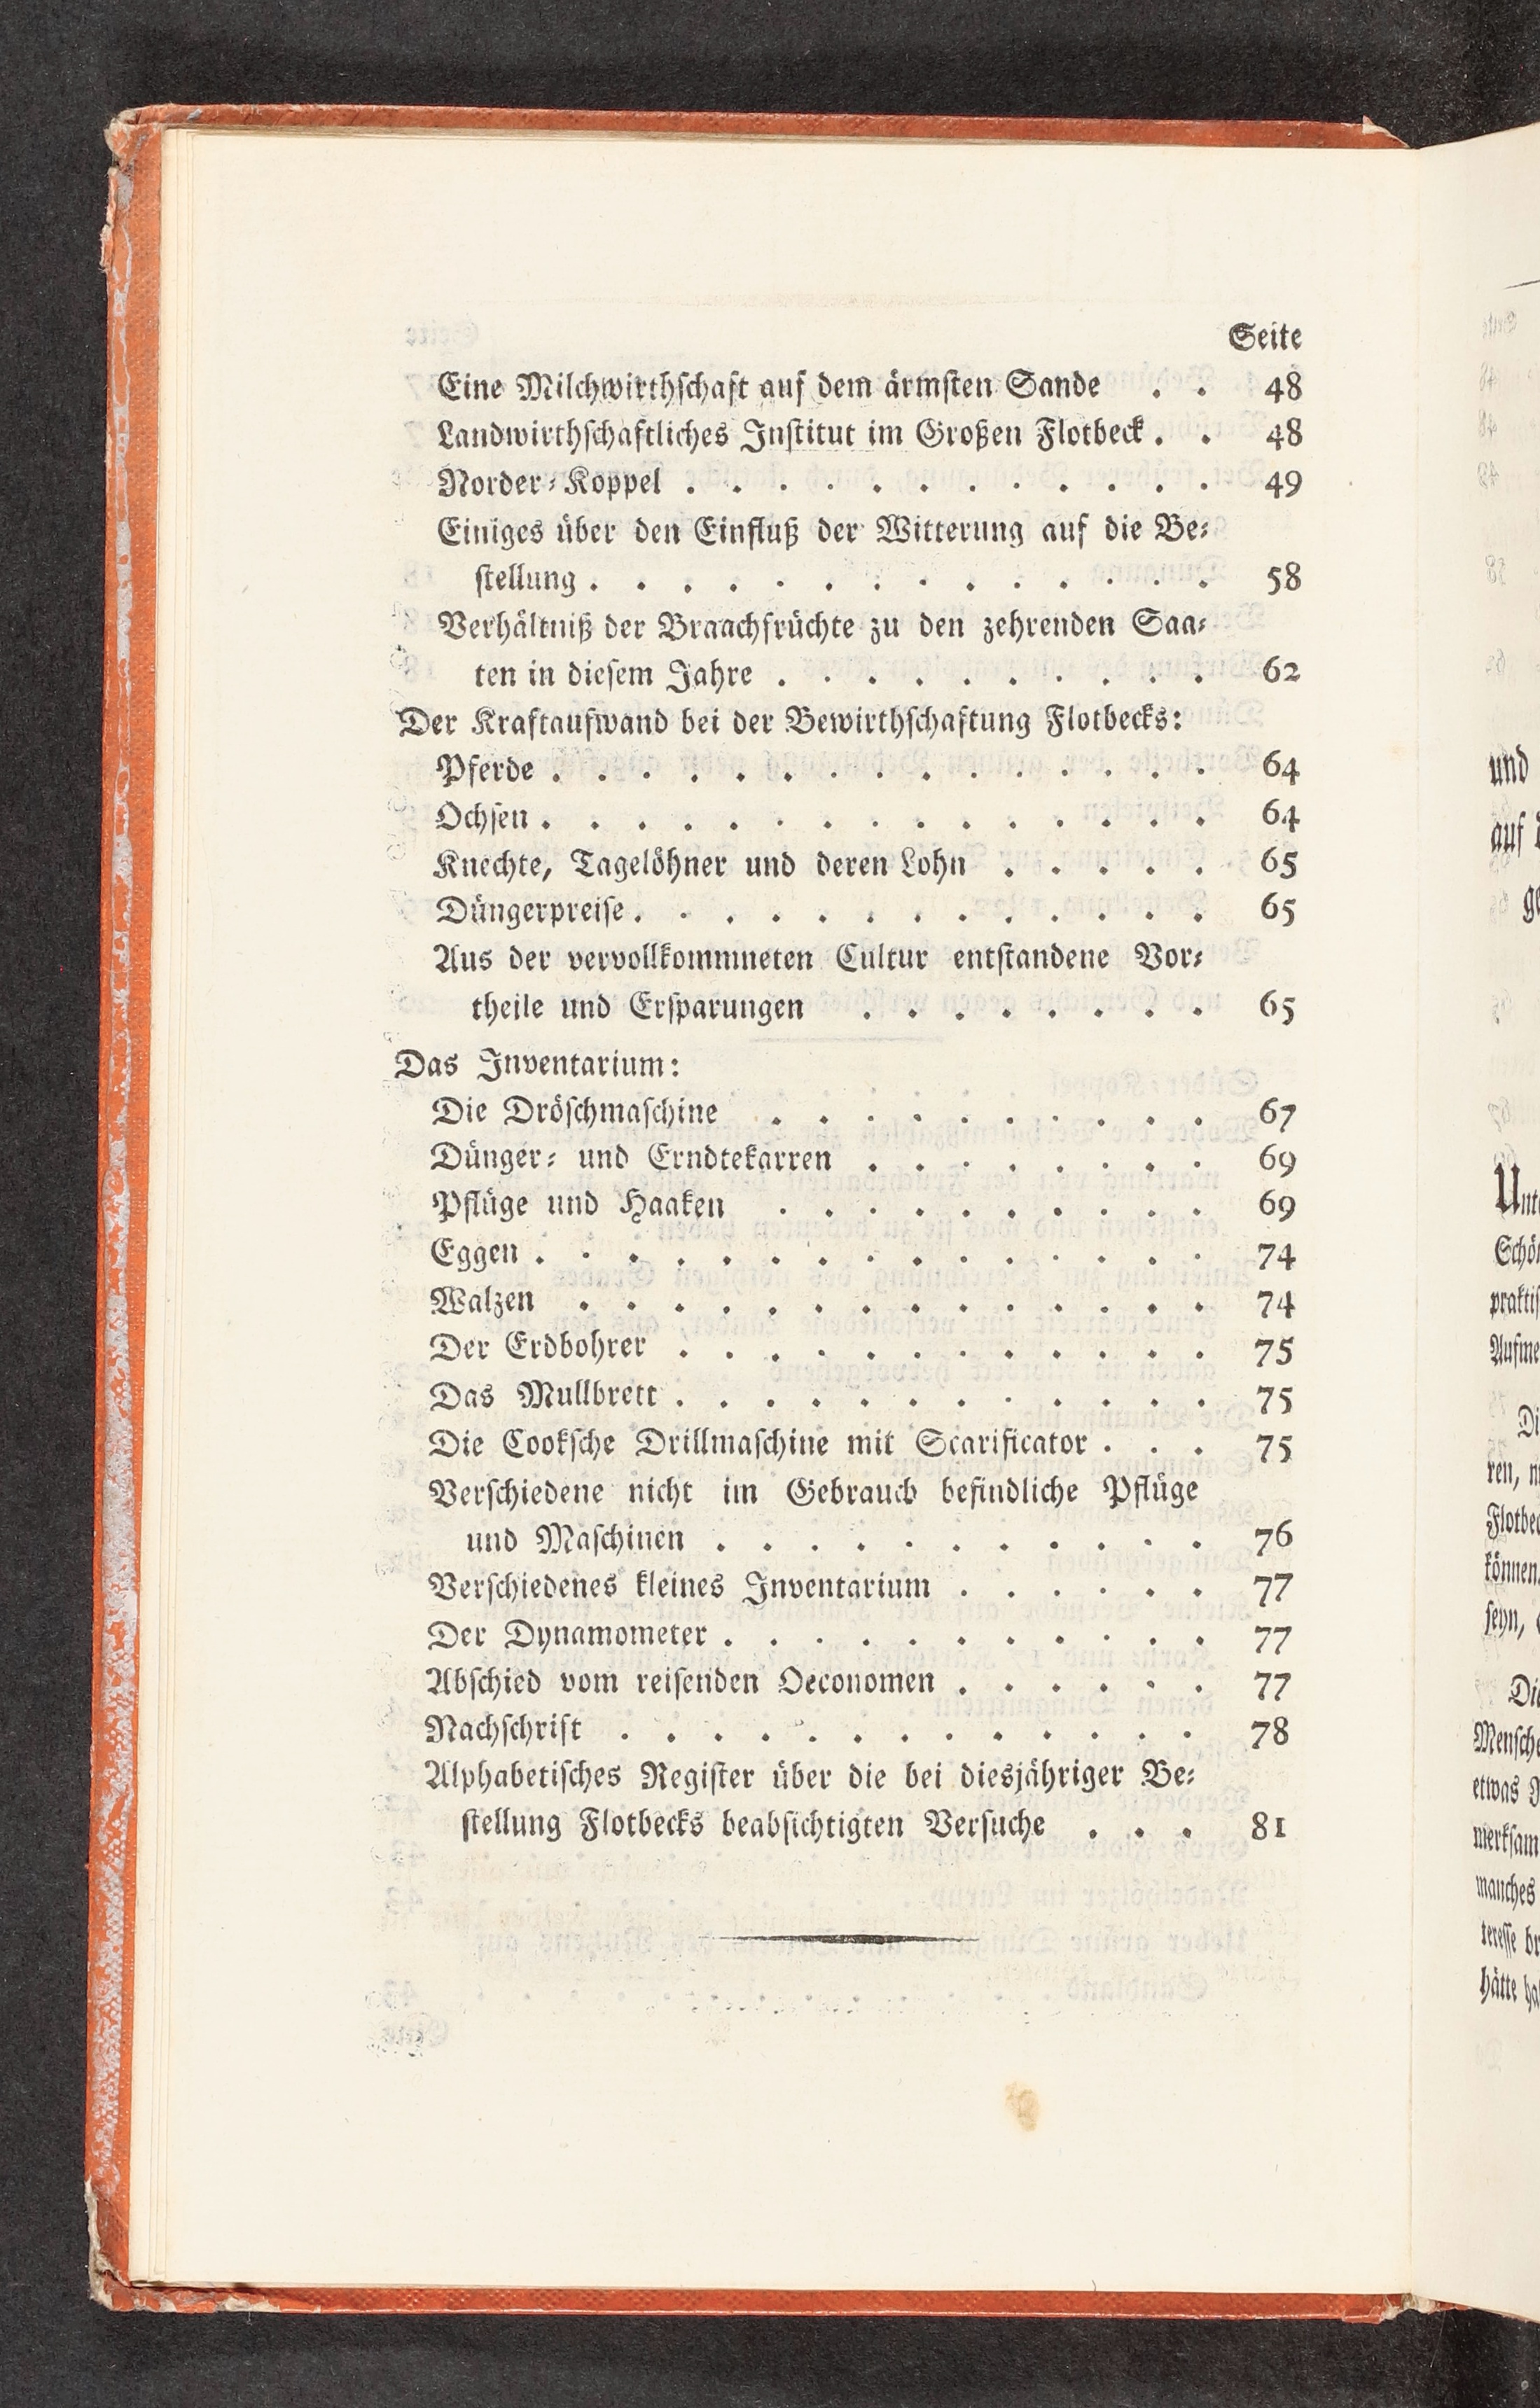 Seite
Eine Milchwirthschaft auf dem ärmsten Sande . . 48
Landwirthschaftliches Institut im Großen Flotbeck . . 48
Norder-Koppel . . . . . . . . . . . . 49
Einiges über den Einfluß der Witterung auf die Be-
stellung . . . . . . . . . . . . . . 58
Verhältniß der Braachfrüchte zu den zehrenden Saa-
ten in diesem Jahre . . . . . . . . . . 62
Der Kraftaufwand bei der Bewirthschaftung Flotbecks:
Pferde . . . . . . . . . . . . . . . 64
Ochsen . . . . . . . . . . . . . . . 64
Knechte, Tagelöhner und deren Lohn . . . . . 65
Düngerpreise . . . . . . . . . . . . . 65
Aus der vervollkommneten Cultur entstandene Vor-
theile und Ersparungen . . . . . . . . 65
Das Inventarium:
Die Dröschmaschine . . . . . . . . . . 67
Dünger- und Erndtekarren . . . . . . . . 69
Pflüge und Haaken . . . . . . . . . . 69
Eggen . . . . . . . . . . . . . . . 74
Walzen . . . . . . . . . . . . . . 74
Der Erdbohrer . . . . . . . . . . . . 75
Das Mullbrett . . . . . . . . . . . . 75
Die Cooksche Drillmaschine mit Scarificator . . . 75
Verschiedene nicht im Gebrauch befindliche Pflüge
und Maschinen . . . . . . . . . . . 76
Verschiedenes kleines Inventarium . . . . . . 77
Der Dynamometer . . . . . . . . . . . 77
Abschied vom reisenden Oeconomen . . . . . . 77
Nachschrift . . . . . . . . . . . . . 78
Alphabetisches Register über die bei diesjähriger Be-
stellung Flotbecks beabsichtigten Versuche . . . 81
und
auf